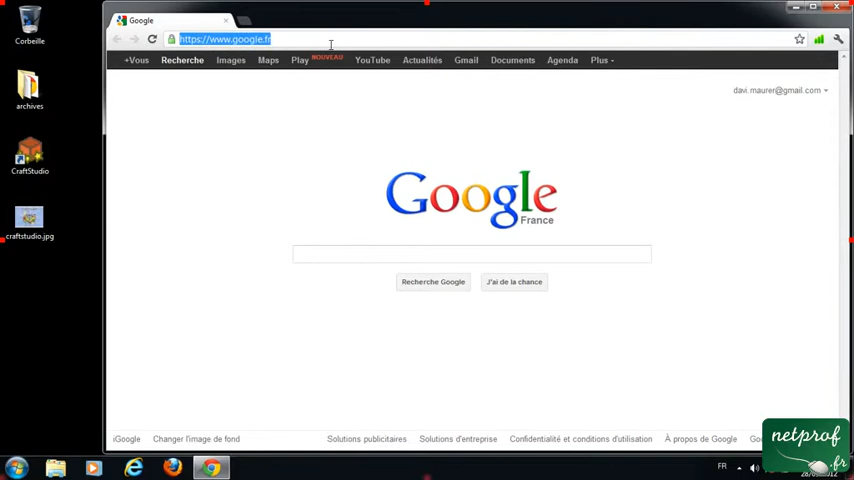 Corbeille
archives
CraftStudio
craftstudio.jpg
Google
https://www.google.fr
+Vous Recherche Images Maps Play NOUVEAU YouTube Actualités Gmail Documents Agenda Plus
davi.maurer@gmail.com
Google
France
Recherche Google J'ai de la chance
iGoogle Changer l'image de fond Solutions publicitaires Solutions d'entreprise Confidentialité et conditions d'utilisation À propos de Google
netprof
.fr
FR